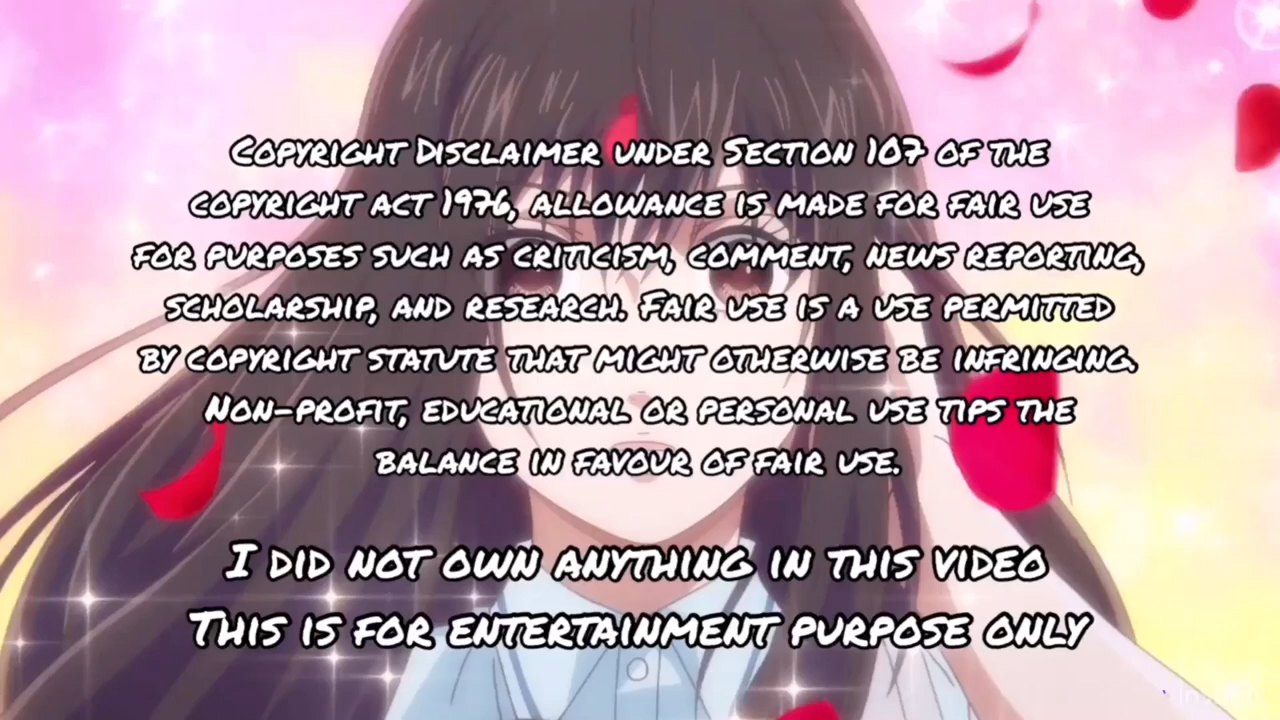 Copyright Disclaimer under Section 107 of the
copyright act 1976, allowance is made for fair use
for purposes such as criticism, comment, news reporting,
scholarship, and research. Fair use is a use permitted
by copyright statute that might otherwise be infringing.
Non-profit, educational or personal use tips the
balance in favour of fair use.
I did not own anything in this video
This is for entertainment purpose only